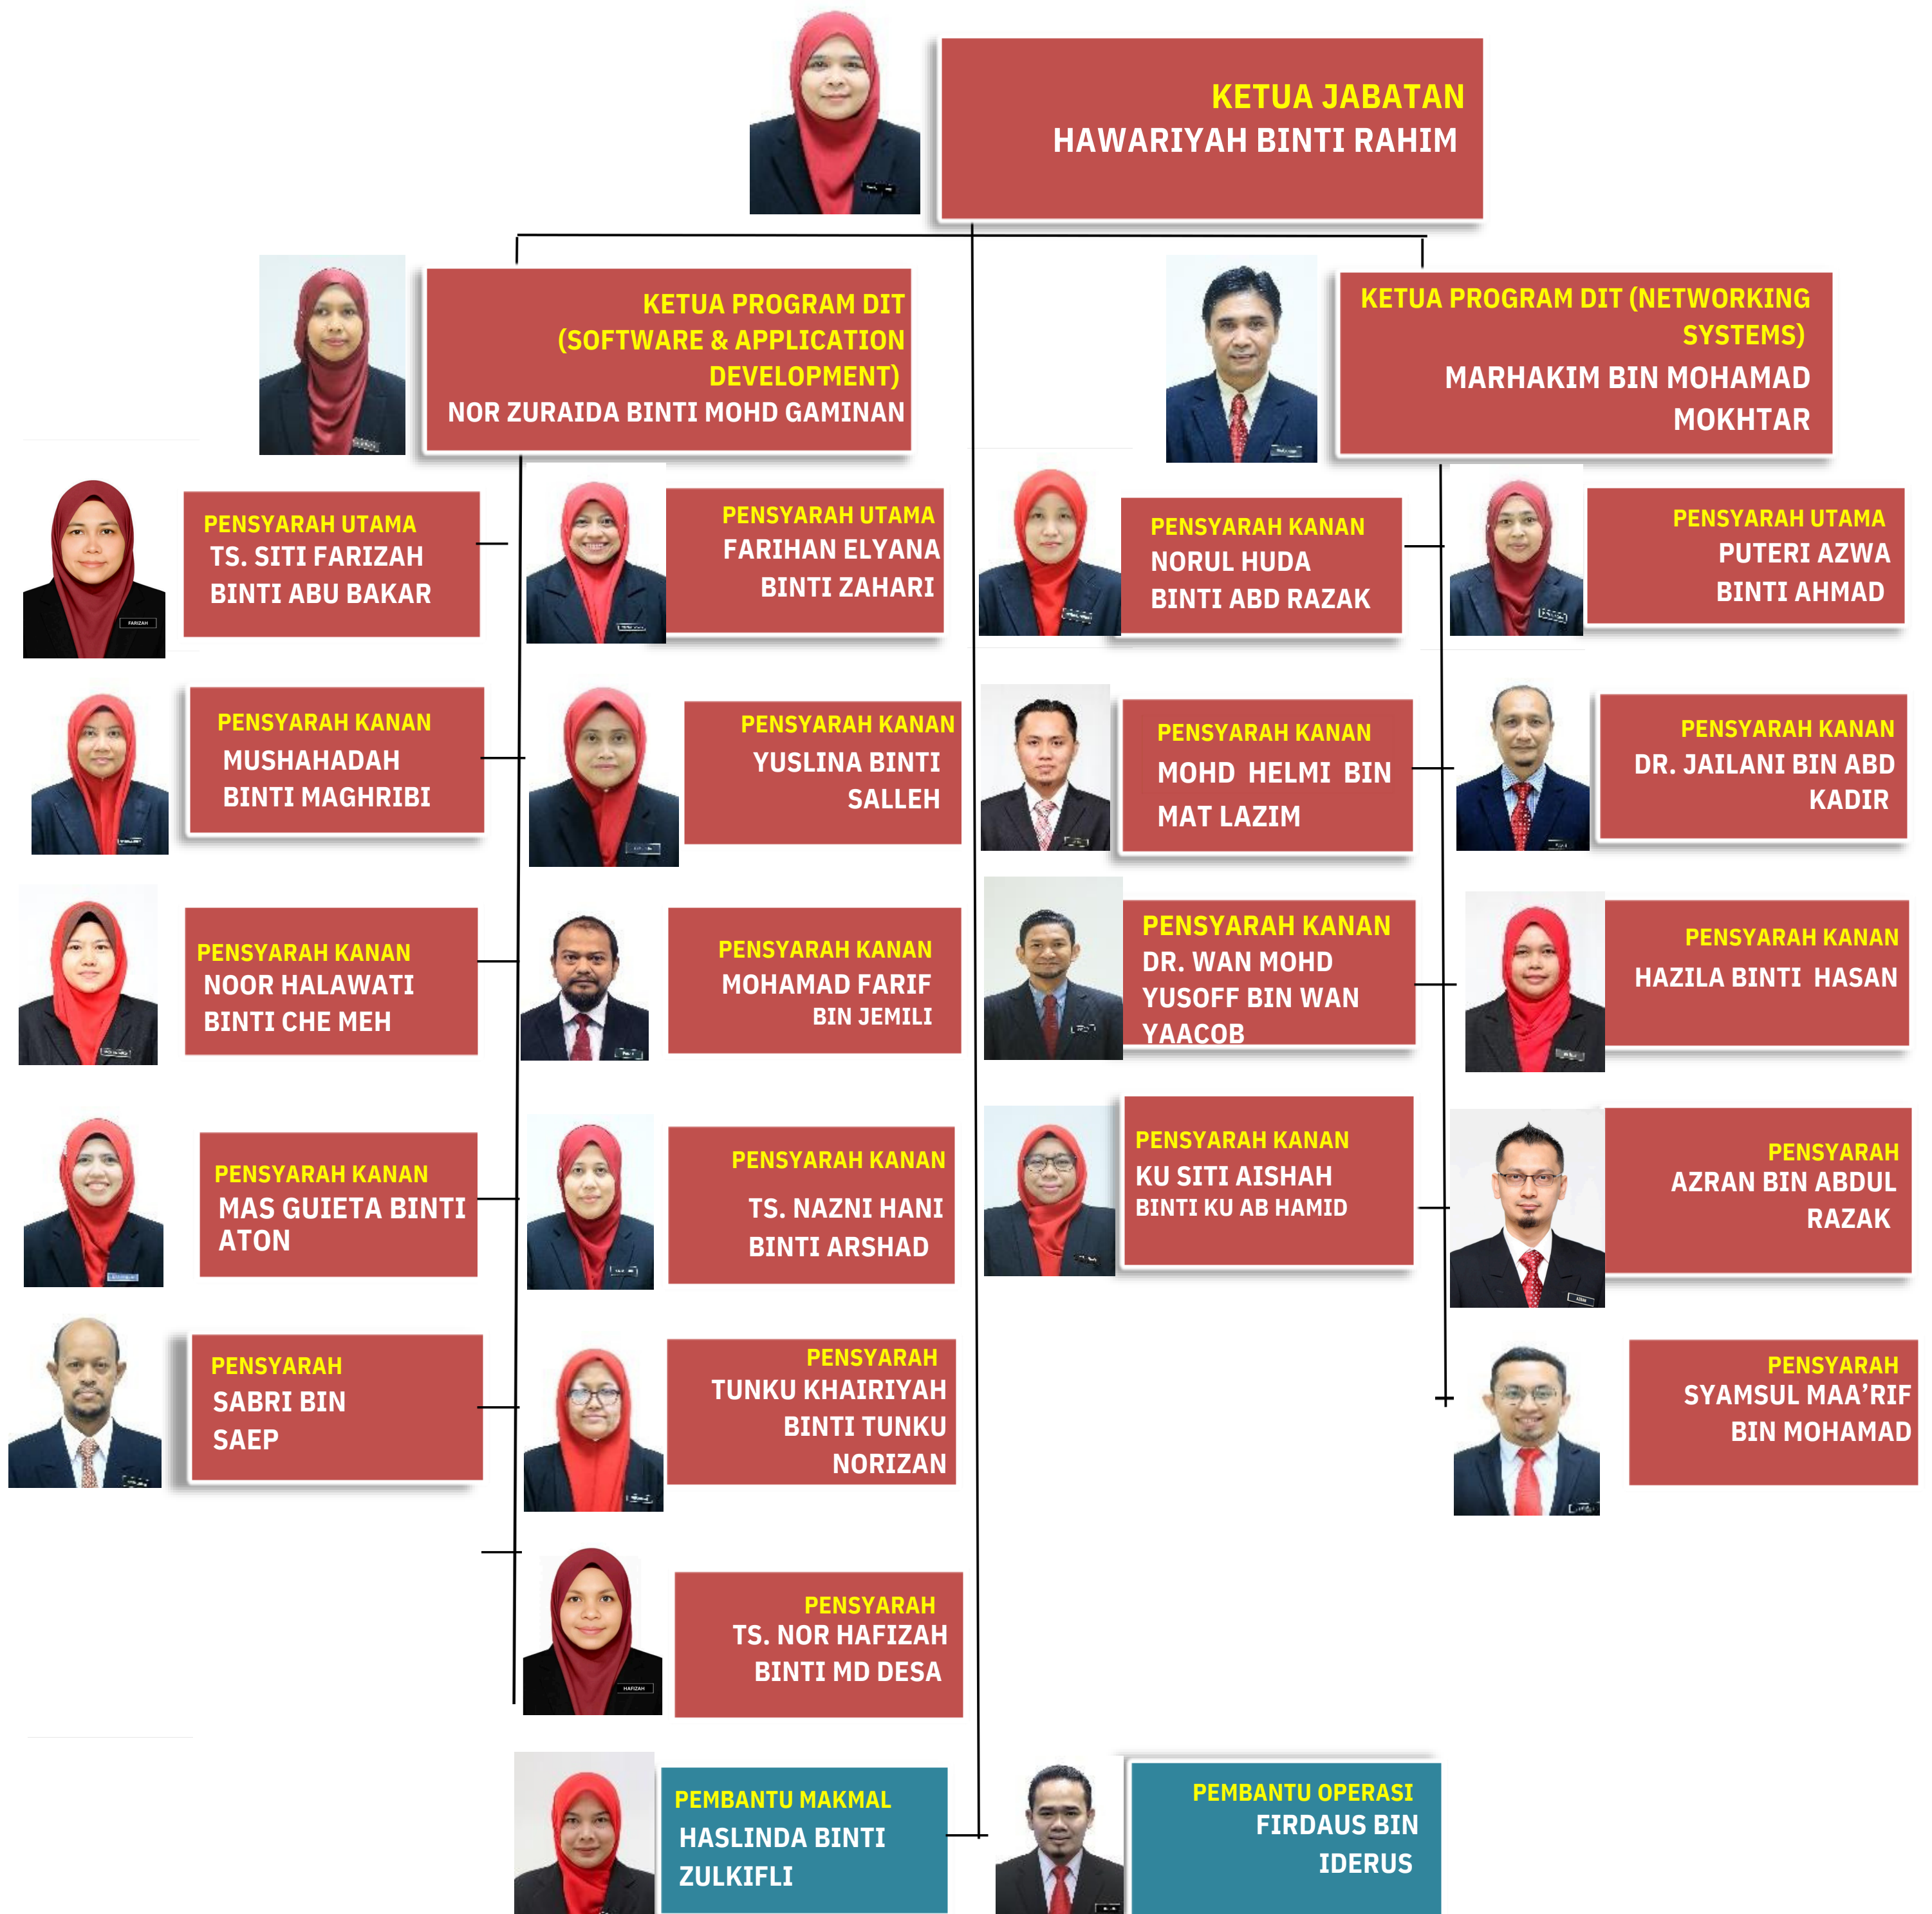 KETUA JABATAN
HAWARIYAH BINTI RAHIM
KETUA PROGRAM DIT
(SOFTWARE & APPLICATION
DEVELOPMENT)
NOR ZURAIDA BINTI MOHD GAMINAN
KETUA PROGRAM DIT (NETWORKING
SYSTEMS)
MARHAKIM BIN MOHAMAD
MOKHTAR
PENSYARAH UTAMA
TS. SITI FARIZAH
BINTI ABU BAKAR
FARIZAH
PENSYARAH UTAMA
FARIHAN ELYANA
BINTI ZAHARI
PENSYARAH KANAN
NORUL HUDA
BINTI ABD RAZAK
PENSYARAH UTAMA
PUTERI AZWA
BINTI AHMAD
PENSYARAH KANAN
MUSHAHADAH
BINTI MAGHRIBI
PENSYARAH KANAN
YUSLINA BINTI
SALLEH
PENSYARAH KANAN
MOHD HELMI BIN
MAT LAZIM
PENSYARAH KANAN
DR. JAILANI BIN ABD
KADIR
PENSYARAH KANAN
NOOR HALAWATI
BINTI CHE MEH
PENSYARAH KANAN
MOHAMAD FARIF
BIN JEMILI
PENSYARAH KANAN
DR. WAN MOHD
YUSOFF BIN WAN
YAACOB
PENSYARAH KANAN
HAZILA BINTI HASAN
PENSYARAH KANAN
MAS GUIETA BINTI
ATON
PENSYARAH KANAN
TS. NAZNI HANI
BINTI ARSHAD
PENSYARAH KANAN
KU SITI AISHAH
BINTI KU AB HAMID
PENSYARAH
AZRAN BIN ABDUL
RAZAK
AZRAN
PENSYARAH
SABRI BIN
SAEP
PENSYARAH
TUNKU KHAIRIYAH
BINTI TUNKU
NORIZAN
PENSYARAH
SYAMSUL MAA'RIF
BIN MOHAMAD
PENSYARAH
TS. NOR HAFIZAH
BINTI MD DESA
HAFIZAH
PEMBANTU MAKMAL
HASLINDA BINTI
ZULKIFLI
PEMBANTU OPERASI
FIRDAUS BIN
IDERUS